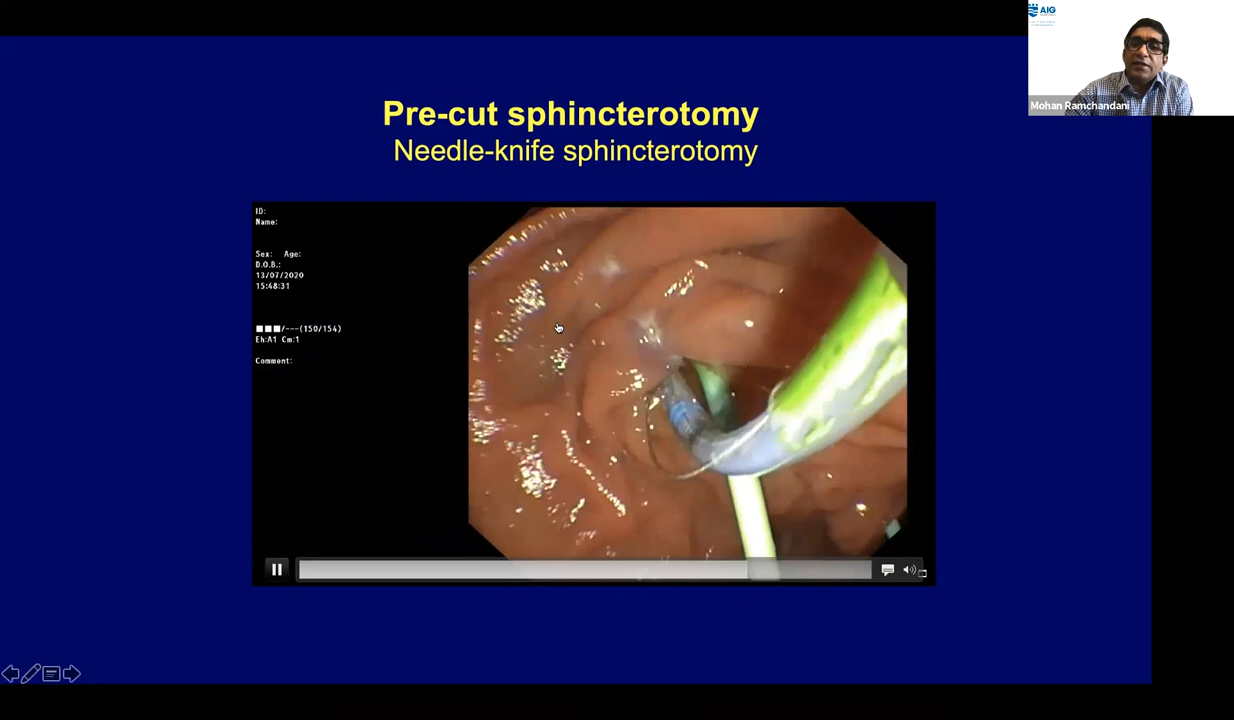 AIG
Mohan Ramchandani
Pre-cut sphincterotomy
Needle-knife sphincterotomy
ID:
Name:
Sex: Age:
D.O.B.:
13/07/2020
15:48:31
■■■/---(150/154)
Eh:A1 Cm:1
Comment: